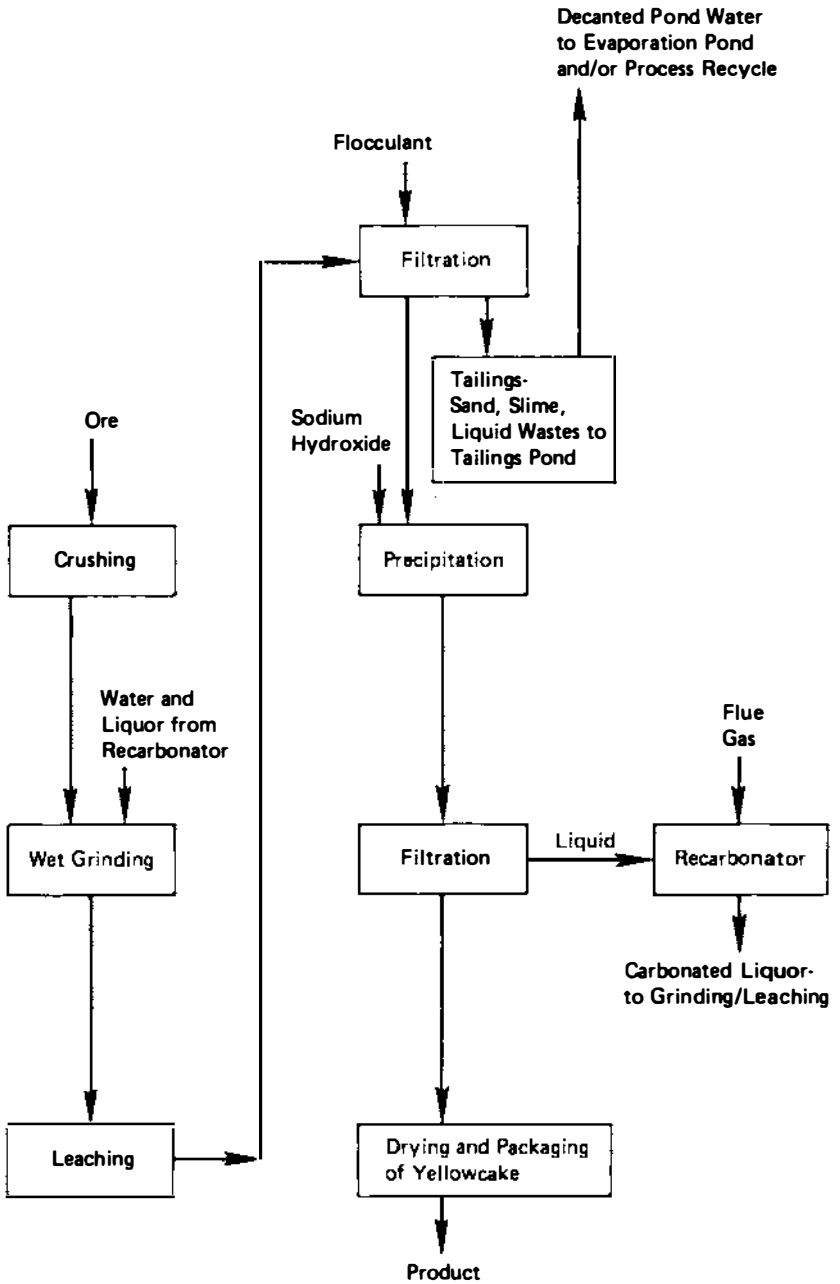 Decanted Pond Water
to Evaporation Pond
and/or Process Recycle
Flocculant
Filtration
Tailings-
Sand, Slime,
Liquid Wastes to
Tailings Pond
Sodium
Hydroxide
Ore
Crushing
Precipitation
Water and
Liquor from
Recarbonator
Flue
Gas
Wet Grinding
Filtration
Liquid
Recarbonator
Carbonated Liquor-
to Grinding/Leaching
Leaching
Drying and Packaging
of Yellowcake
Product